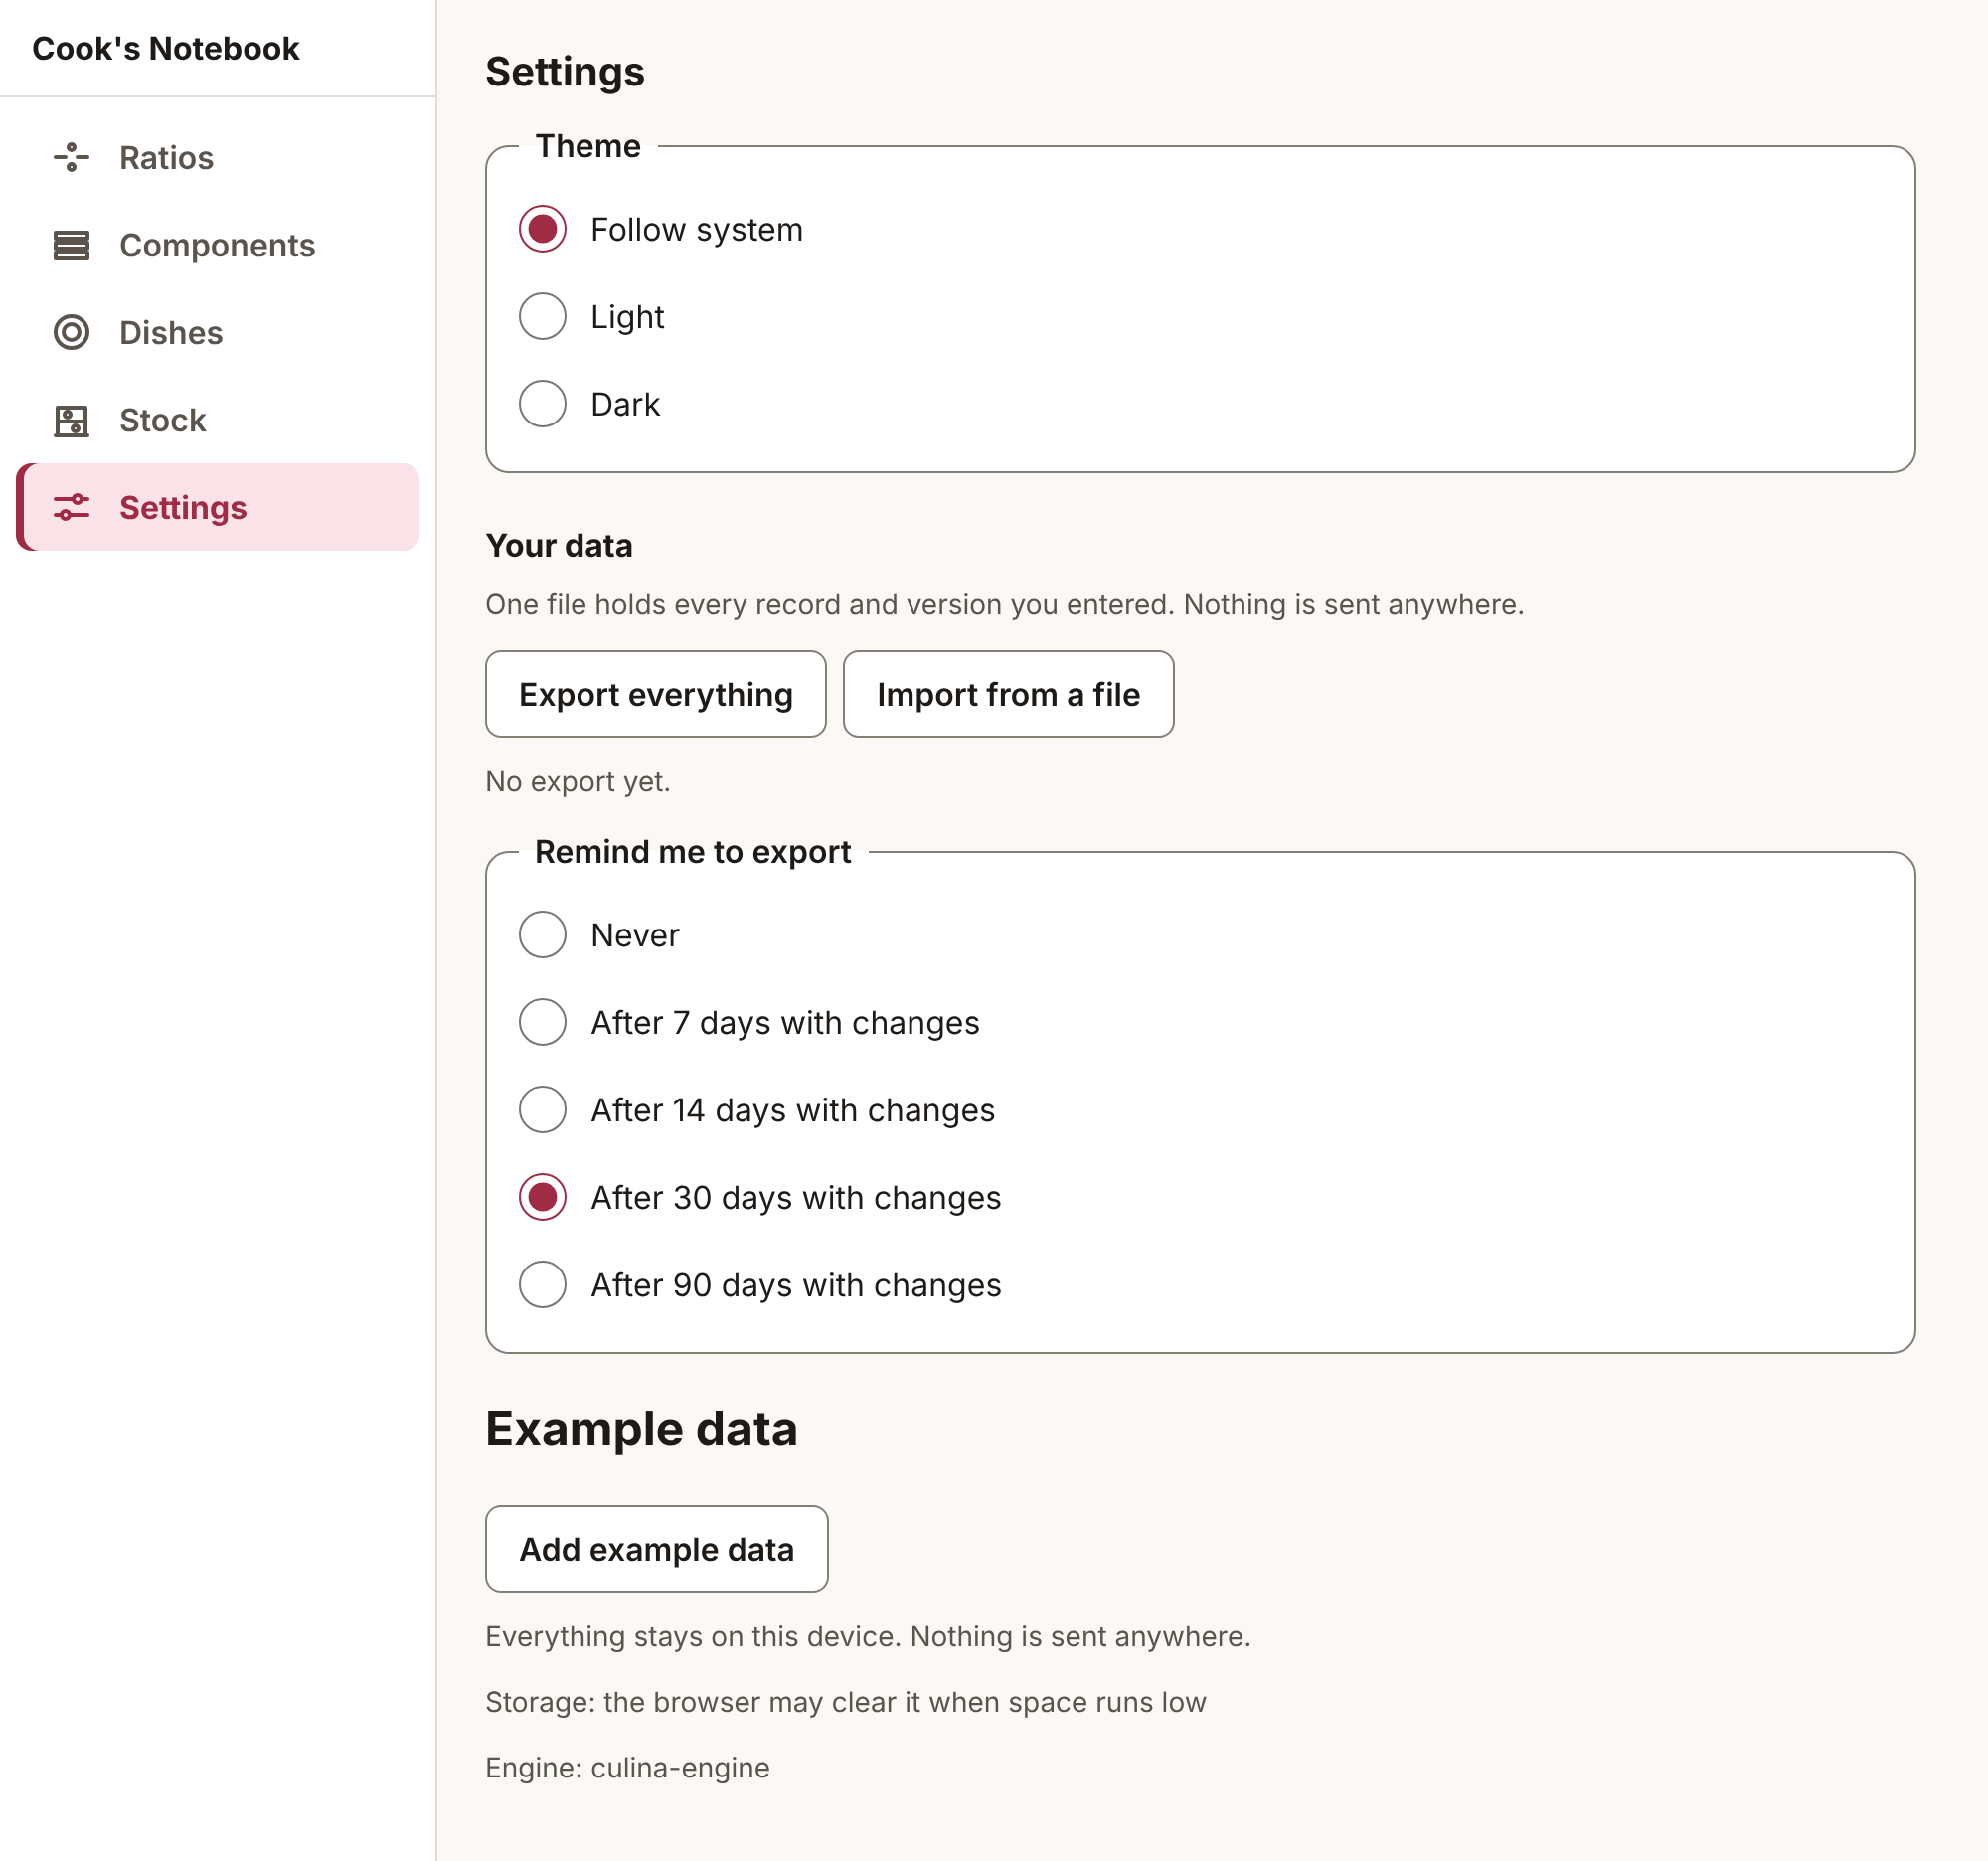 Cook's Notebook
Ratios
Components
Dishes
Stock
Settings
Settings
Theme
Follow system
Light
Dark
Your data
One file holds every record and version you entered. Nothing is sent anywhere.
Export everything
Import from a file
No export yet.
Remind me to export
Never
After 7 days with changes
After 14 days with changes
After 30 days with changes
After 90 days with changes
Example data
Add example data
Everything stays on this device. Nothing is sent anywhere.
Storage: the browser may clear it when space runs low
Engine: culina-engine